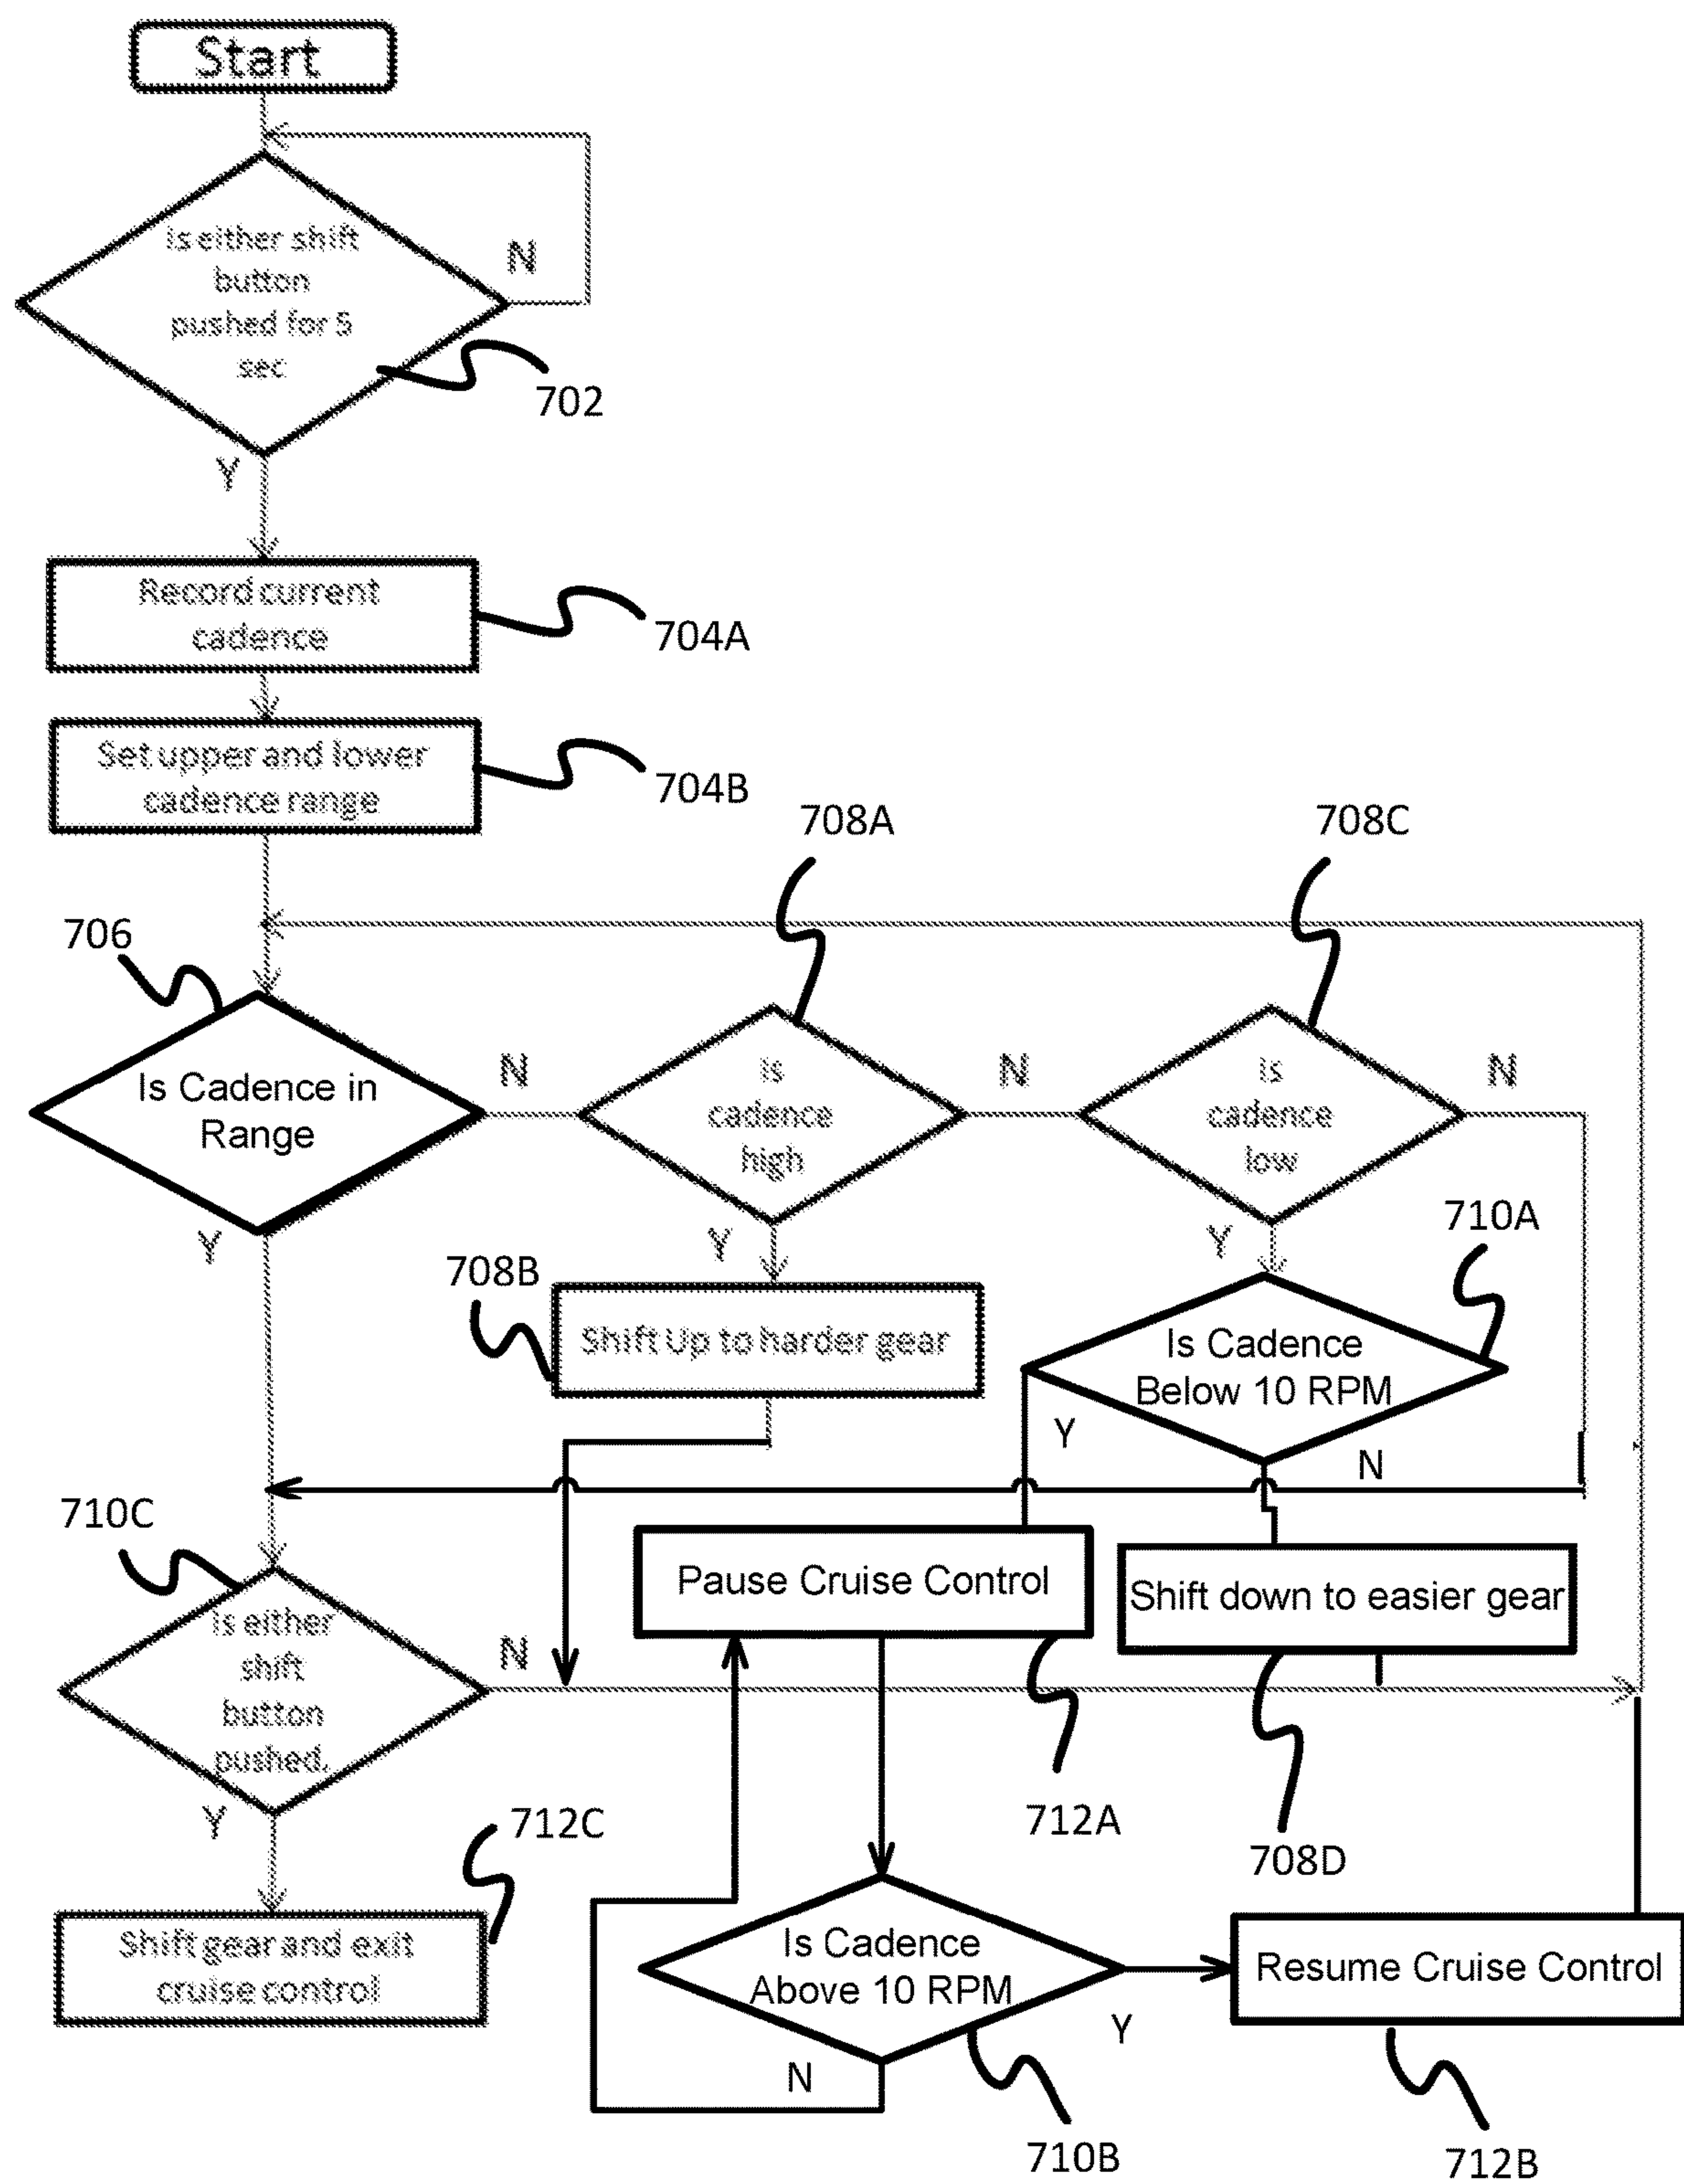 Start
Is either shift
button
pushed for 5
sec
N
702
Y
Record current
cadence
704A
Set upper and lower
cadence range
704B
708A
708C
706
Is Cadence in
Range
N
Is
cadence
high
N
Is
cadence
low
N
Y
Y
Y
710A
708B
Shift Up to harder gear
Is Cadence
Below 10 RPM
Y
N
710C
Pause Cruise Control
Shift down to easier gear
Is either
shift
button
pushed.
N
Y
712C
712A
708D
Shift gear and exit
cruise control
Is Cadence
Above 10 RPM
Resume Cruise Control
Y
N
710B
712B